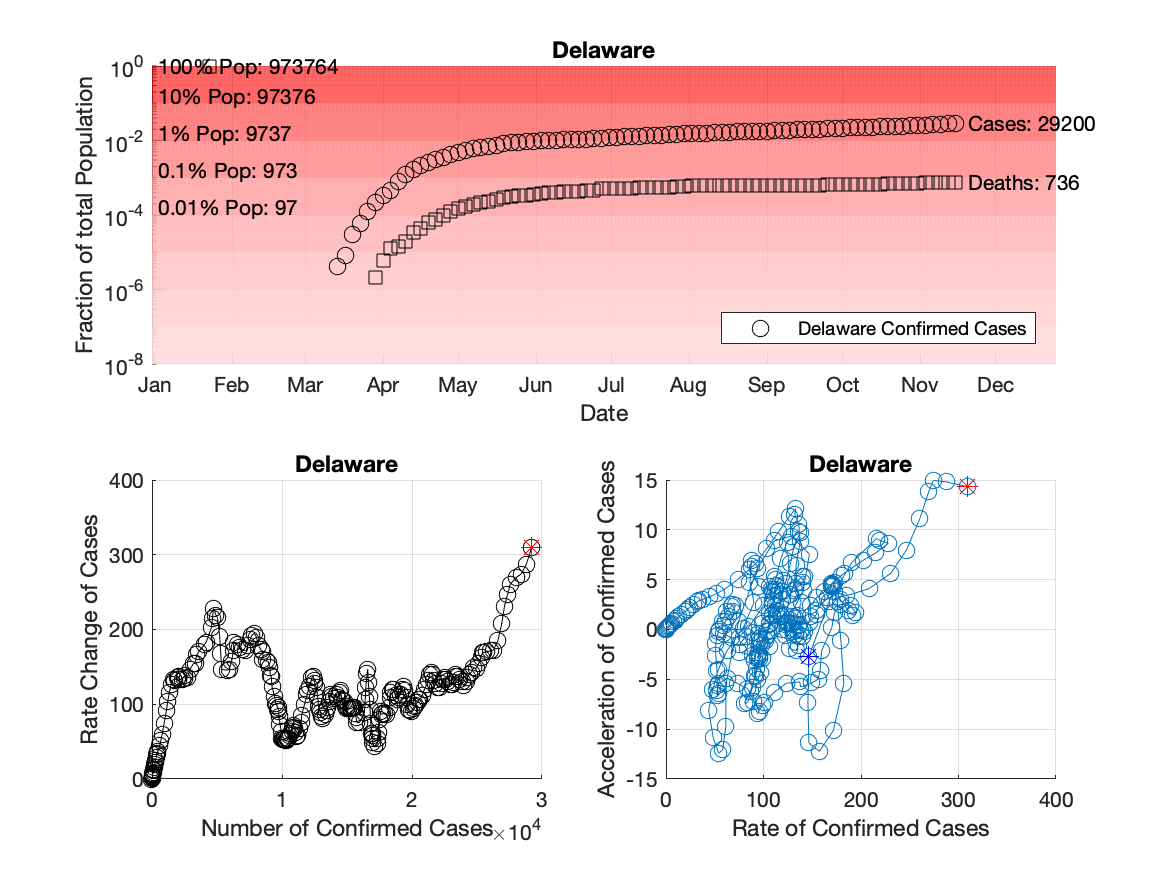 Delaware
Fraction of total Population
10^0
10^-2
10^-4
10^-6
10^-8
100% Pop: 973764
10% Pop: 97376
1% Pop: 9737
0.1% Pop: 973
0.01% Pop: 97
Cases: 29200
Deaths: 736
Delaware Confirmed Cases
Jan Feb Mar Apr May Jun Jul Aug Sep Oct Nov Dec
Date
Delaware
Rate Change of Cases
400
300
200
100
0
0 1 2 3
Number of Confirmed Cases ×10^4
Delaware
Acceleration of Confirmed Cases
15
10
5
0
-5
-10
-15
0 100 200 300 400
Rate of Confirmed Cases